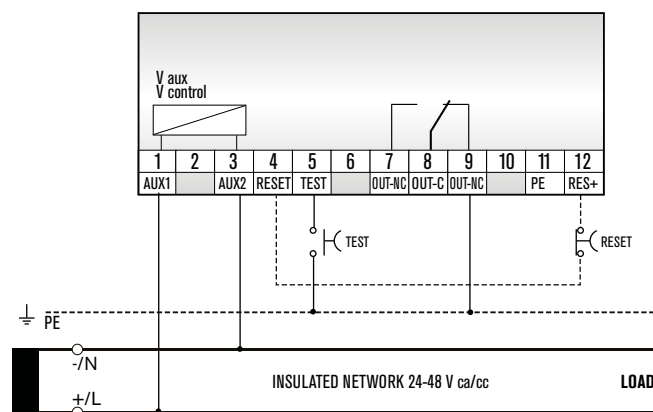 V aux
V control
1 2 3 4 5 6 7 8 9 10 11 12
AUX1 AUX2 RESET TEST OUT-NC OUT-C OUT-NC PE RES+
TEST
RESET
PE
-/N
INSULATED NETWORK 24-48 V ca/cc
LOAD
+/L